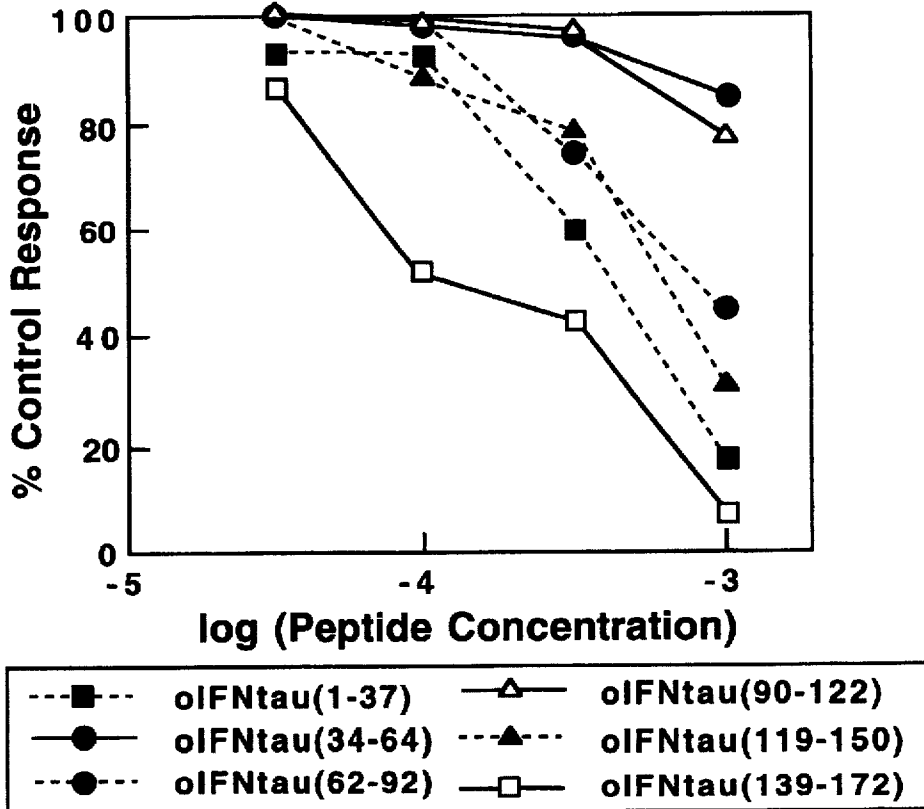 100
80
60
40
20
0
% Control Response
-5 -4 -3
log (Peptide Concentration)
oIFNtau(1-37)
oIFNtau(34-64)
oIFNtau(62-92)
oIFNtau(90-122)
oIFNtau(119-150)
oIFNtau(139-172)